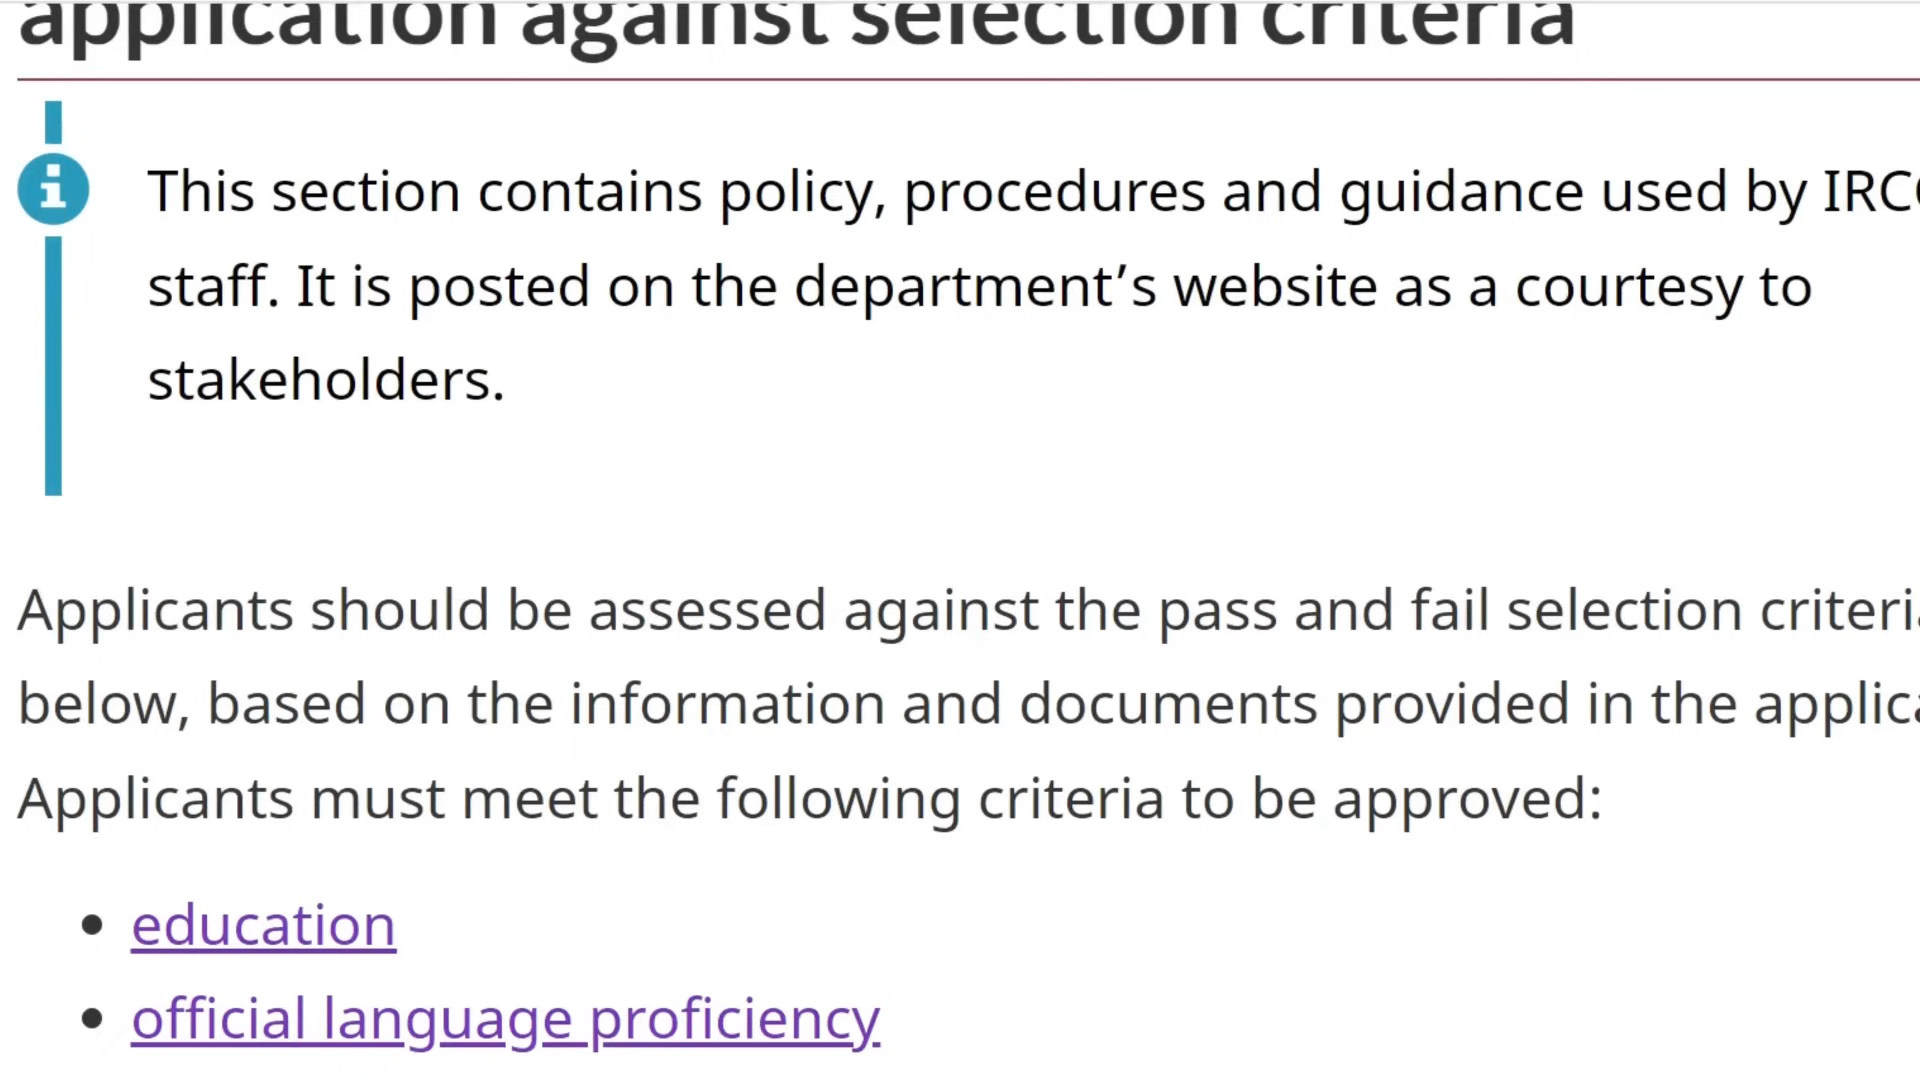 application against selection criteria
This section contains policy, procedures and guidance used by
staff. It is posted on the department’s website as a courtesy to
stakeholders.
Applicants should be assessed against the pass and fail selection
below, based on the information and documents provided in the
Applicants must meet the following criteria to be approved:
education
official language proficiency